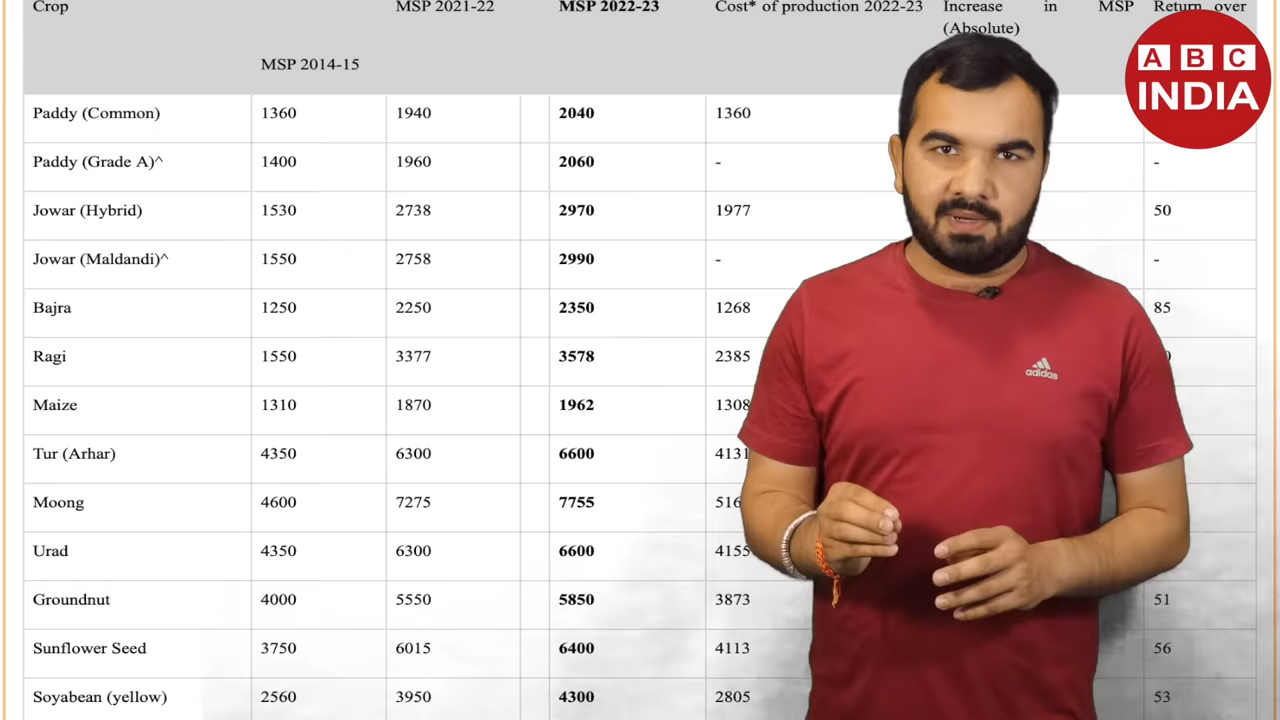 Crop MSP 2021-22 MSP 2022-23 Cost* of production 2022-23 Increase in MSP Return over
(Absolute)
MSP 2014-15
A B C
INDIA
Paddy (Common) 1360 1940 2040 1360
Paddy (Grade A)^ 1400 1960 2060 - -
Jowar (Hybrid) 1530 2738 2970 1977 50
Jowar (Maldandi)^ 1550 2758 2990 - -
Bajra 1250 2250 2350 1268 85
Ragi 1550 3377 3578 2385
adidas
Maize 1310 1870 1962 1308
Tur (Arhar) 4350 6300 6600 4131
Moong 4600 7275 7755 516
Urad 4350 6300 6600 4155
Groundnut 4000 5550 5850 3873 51
Sunflower Seed 3750 6015 6400 4113 56
Soyabean (yellow) 2560 3950 4300 2805 53